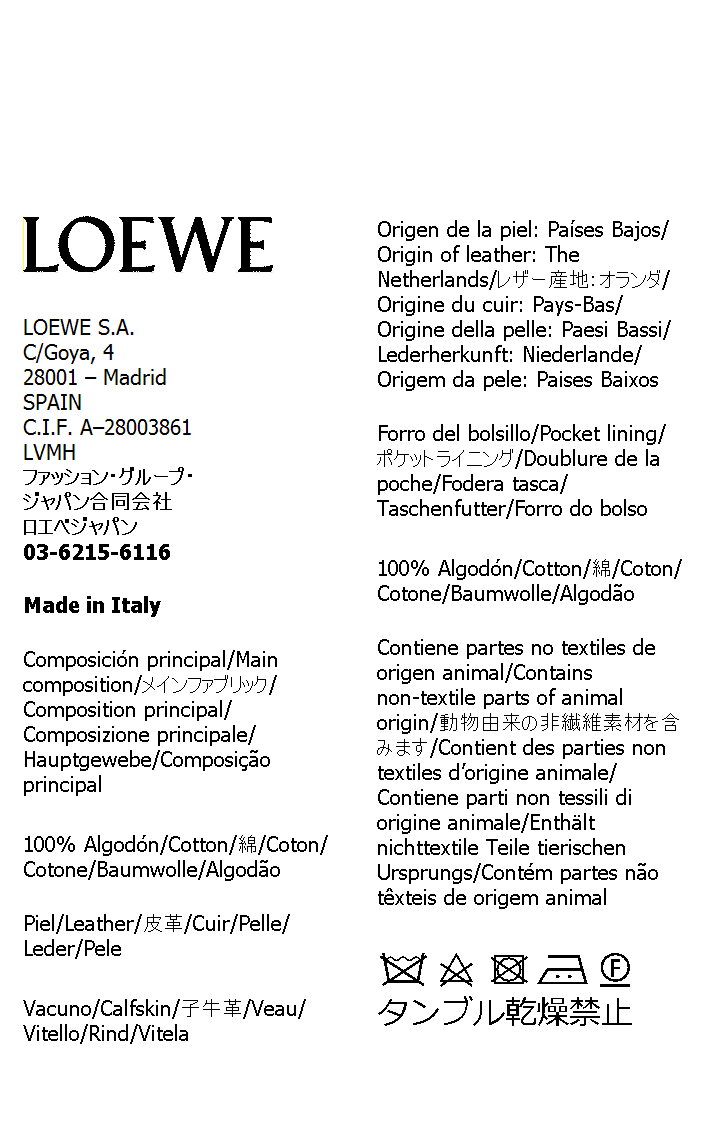 LOEWE
LOEWE S.A.
C/Goya, 4
28001 – Madrid
SPAIN
C.I.F. A–28003861
LVMH
ファッション・グループ・
ジャパン合同会社
ロエベジャパン
03-6215-6116
Made in Italy
Composición principal/Main
composition/メインファブリック/
Composition principal/
Composizione principale/
Hauptgewebe/Composição
principal
100% Algodón/Cotton/綿/Coton/
Cotone/Baumwolle/Algodão
Piel/Leather/皮革/Cuir/Pelle/
Leder/Pele
Vacuno/Calfskin/子牛革/Veau/
Vitello/Rind/Vitela
Origen de la piel: Países Bajos/
Origin of leather: The
Netherlands/レザー産地：オランダ/
Origine du cuir: Pays-Bas/
Origine della pelle: Paesi Bassi/
Lederherkunft: Niederlande/
Origem da pele: Paises Baixos
Forro del bolsillo/Pocket lining/
ポケットライニング/Doublure de la
poche/Fodera tasca/
Taschenfutter/Forro do bolso
100% Algodón/Cotton/綿/Coton/
Cotone/Baumwolle/Algodão
Contiene partes no textiles de
origen animal/Contains
non-textile parts of animal
origin/動物由来の非繊維素材を含
みます/Contient des parties non
textiles d’origine animale/
Contiene parti non tessili di
origine animale/Enthält
nichttextile Teile tierischen
Ursprungs/Contém partes não
têxteis de origem animal
F
タンブル乾燥禁止